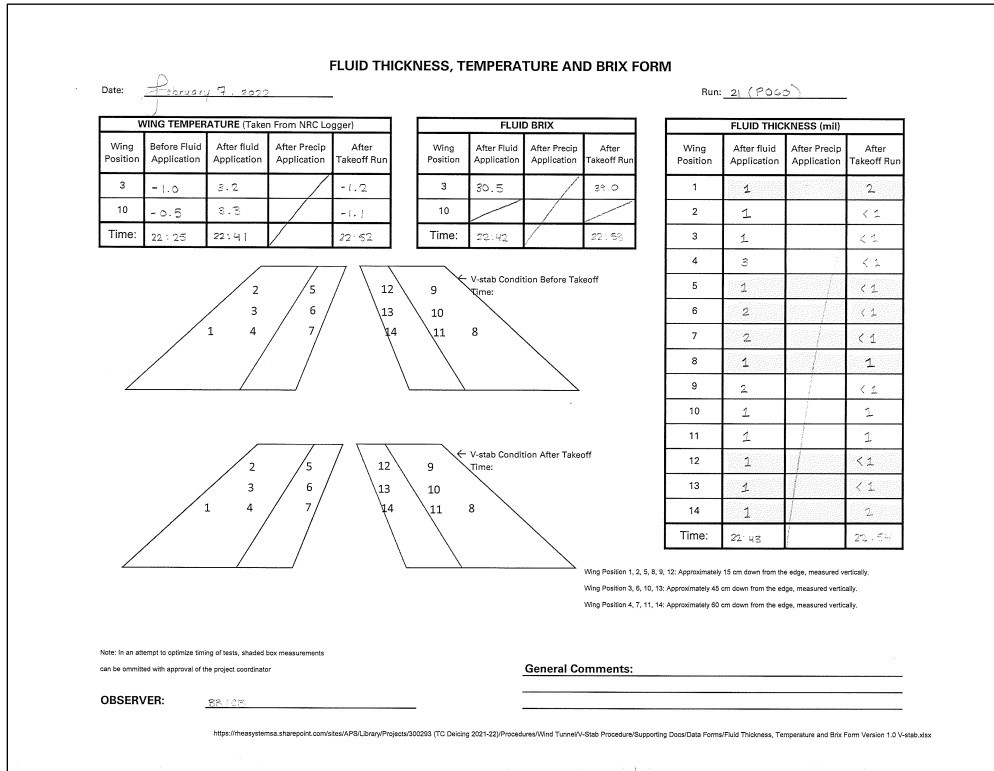 FLUID THICKNESS, TEMPERATURE AND BRIX FORM
Date: February 7, 2022
Run: 21 (P063)
WING TEMPERATURE (Taken From NRC Logger)
Wing Position Before Fluid Application After fluid Application After Precip Application After Takeoff Run
3 -1.0 3.2 -1.2
10 -0.5 3.3 -1.1
Time: 22:25 22:41 22:52
FLUID BRIX
Wing Position After Fluid Application After Precip Application After Takeoff Run
3 30.5 39.0
10
Time: 22:42 22:53
FLUID THICKNESS (mil)
Wing Position After fluid Application After Precip Application After Takeoff Run
1 1 2
2 1 <1
3 1 <1
4 3 <1
5 1 <1
6 2 <1
7 2 <1
8 1 1
9 2 <1
10 1 1
11 1 1
12 1 <1
13 1 <1
14 1 2
Time: 22:43 22:54
← V-stab Condition Before Takeoff
Time:
2 5 12 9
3 6 13 10
1 4 7 14 11 8
← V-stab Condition After Takeoff
Time:
2 5 12 9
3 6 13 10
1 4 7 14 11 8
Wing Position 1, 2, 5, 8, 9, 12: Approximately 15 cm down from the edge, measured vertically.
Wing Position 3, 6, 10, 13: Approximately 45 cm down from the edge, measured vertically.
Wing Position 4, 7, 11, 14: Approximately 60 cm down from the edge, measured vertically.
Note: In an attempt to optimize timing of tests, shaded box measurements
can be ommitted with approval of the project coordinator
General Comments:
OBSERVER: BB/CB
https://rheasystemsa.sharepoint.com/sites/APS/Library/Projects/300293 (TC Deicing 2021-22)/Procedures/Wind Tunnel/V-Stab Procedure/Supporting Docs/Data Forms/Fluid Thickness, Temperature and Brix Form Version 1.0 V-stab.xlsx